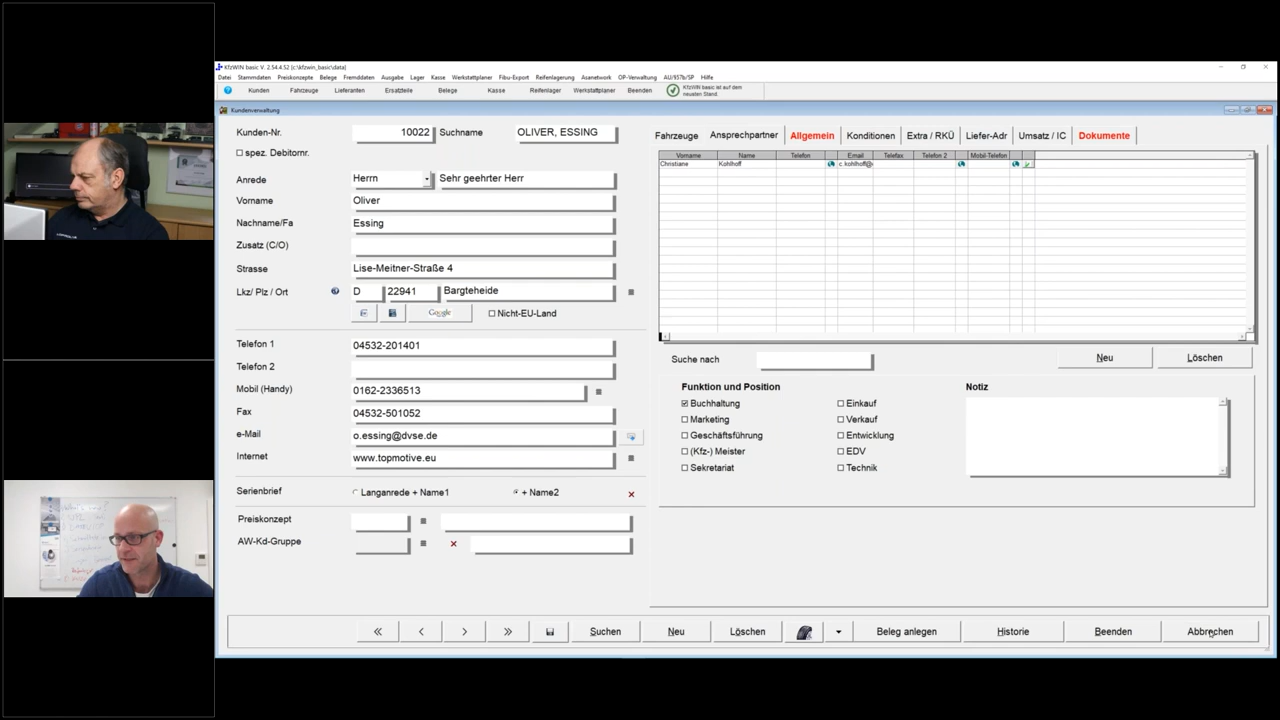 KfzWIN basic V. 2.54.4.52 (c:\kfzwin_basic\data)
Datei Stammdaten Preiskonzepte Belege Fremddaten Ausgabe Lager Kasse Werkstattplaner Fibu-Export Reifenlagerung Asanetwork OP-Verwaltung AU/957b/SP Hilfe
Kunden Fahrzeuge Lieferanten Ersatzteile Belege Kasse Reifenlager Werkstattplaner Beenden KfzWIN basic ist auf dem
neusten Stand.
Kundenverwaltung
Kunden-Nr. 10022 Suchname OLIVER, ESSING
spez. Debitornr.
Anrede Herrn Sehr geehrter Herr
Vorname Oliver
Nachname/Fa Essing
Zusatz (C/O)
Strasse Lise-Meitner-Straße 4
Lkz/ Plz / Ort D 22941 Bargteheide
Google Nicht-EU-Land
Telefon 1 04532-201401
Telefon 2
Mobil (Handy) 0162-2336513
Fax 04532-501052
e-Mail o.essing@dvse.de
Internet www.topmotive.eu
Serienbrief Langanrede + Name1 + Name2
Preiskonzept
AW-Kd-Gruppe
Fahrzeuge Ansprechpartner Allgemein Konditionen Extra / RKÜ Liefer-Adr Umsatz / IC Dokumente
Vorname Name Telefon Email Telefax Telefon 2 Mobil-Telefon
Christiane Kohlhoff c.kohlhoff@
Suche nach Neu Löschen
Funktion und Position Notiz
Buchhaltung Einkauf
Marketing Verkauf
Geschäftsführung Entwicklung
(Kfz-) Meister EDV
Sekretariat Technik
Suchen Neu Löschen Beleg anlegen Historie Beenden Abbrechen